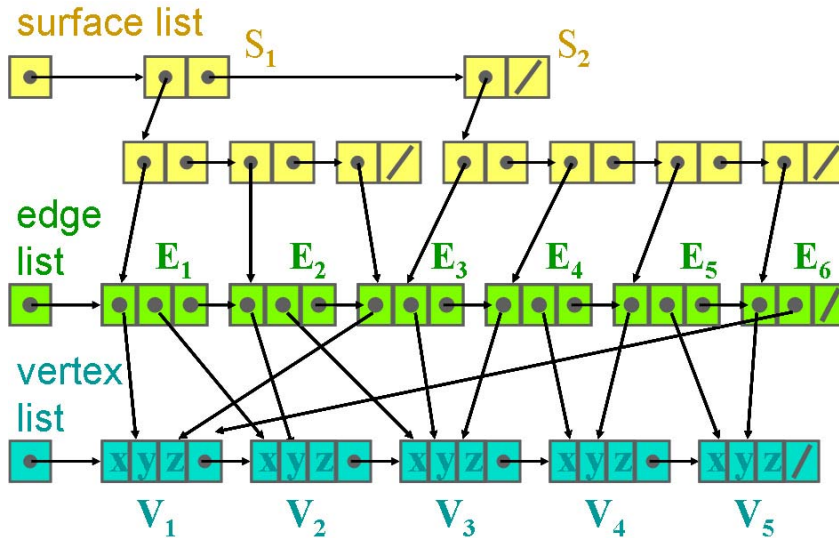 surface list
S1 S2
edge
list
E1 E2 E3 E4 E5 E6
vertex
list
x y z x y z x y z x y z x y z
V1 V2 V3 V4 V5